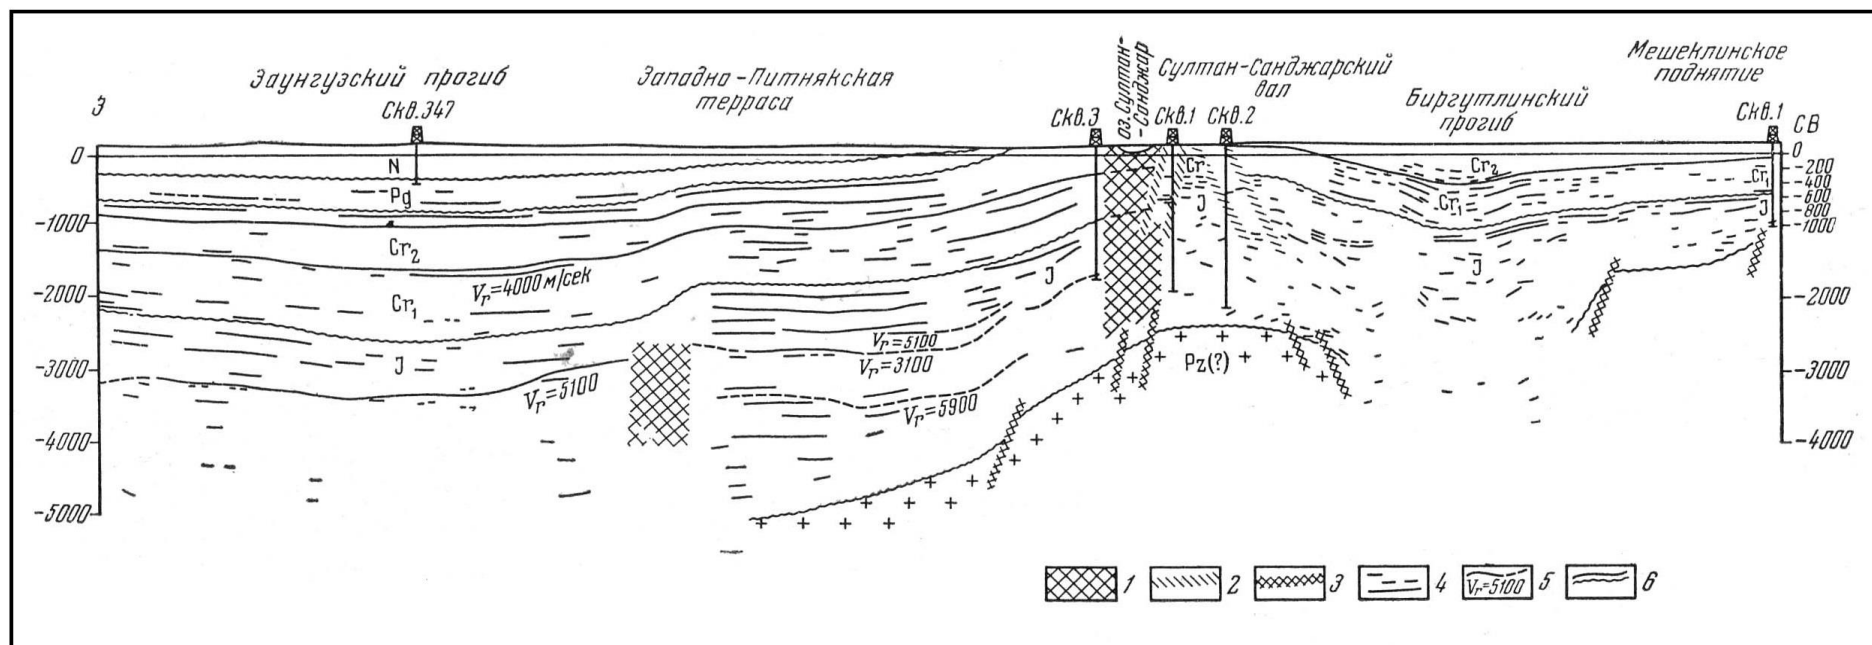 Заунгузский прогиб
Западно-Питнякская
терраса
оз. Султан-
-Санджар
Султан-Санджарский
вал
Биргутлинский
прогиб
Мешеклинское
поднятие
З
Скв.347
Скв.3
Скв.1
Скв.2
Скв.1
СВ
0
-1000
-2000
-3000
-4000
-5000
0
-200
-400
-600
-800
-1000
-2000
-3000
-4000
N
Pg
Cr₂
Vr=4000 м/сек
Cr₁
J
Vr=5100
J
Vr=5100
Vr=3100
Vr=5900
Cr
J
Pz(?)
Cr₂
Cr₁
J
Cr₁
J
1
2
3
4
Vr=5100
5
6